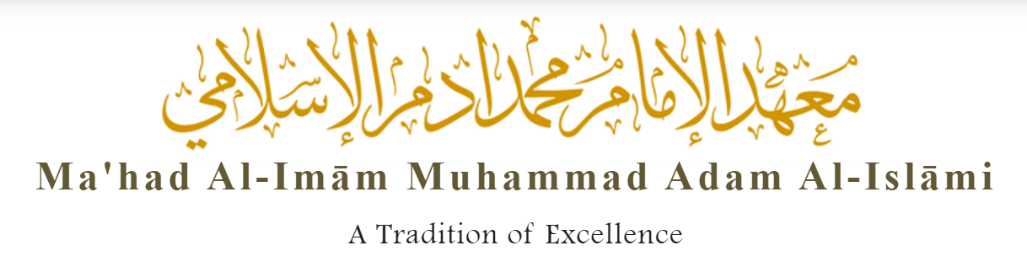 معهد الإمام محمد ادم الإسلامي
Ma'had Al-Imām Muhammad Adam Al-Islāmi
A Tradition of Excellence